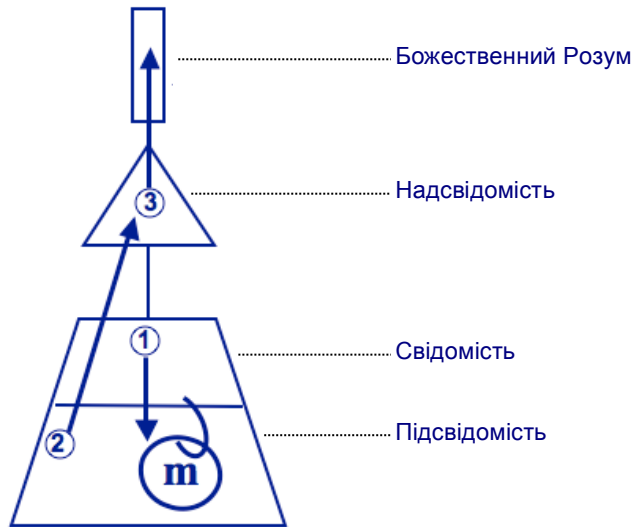 Божественний Розум
Надсвідомість
3
1
Свідомість
2
Підсвідомість
m